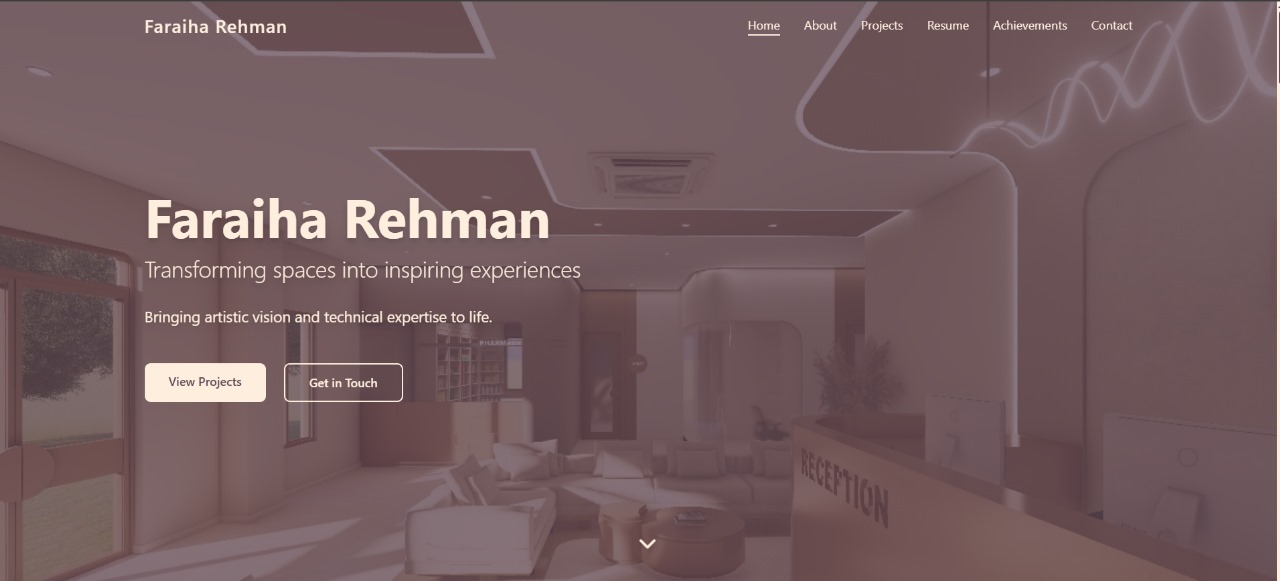 Faraiha Rehman
Home About Projects Resume Achievements Contact
Faraiha Rehman
Transforming spaces into inspiring experiences
Bringing artistic vision and technical expertise to life.
View Projects Get in Touch
RECEPTION